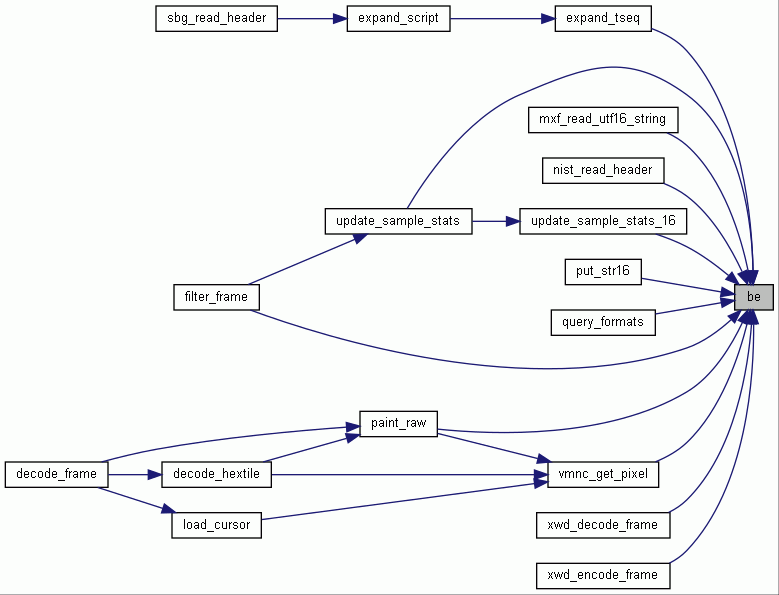 sbg_read_header
expand_script
expand_tseq
mxf_read_utf16_string
nist_read_header
update_sample_stats
update_sample_stats_16
put_str16
filter_frame
be
query_formats
paint_raw
decode_frame
decode_hextile
vmnc_get_pixel
load_cursor
xwd_decode_frame
xwd_encode_frame